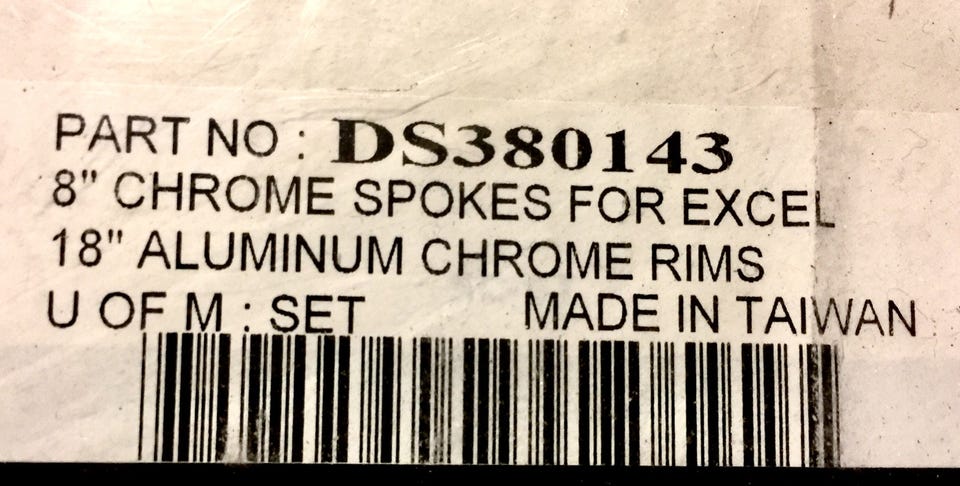 PART NO : DS380143
8" CHROME SPOKES FOR EXCEL
18" ALUMINUM CHROME RIMS
U OF M : SET MADE IN TAIWAN